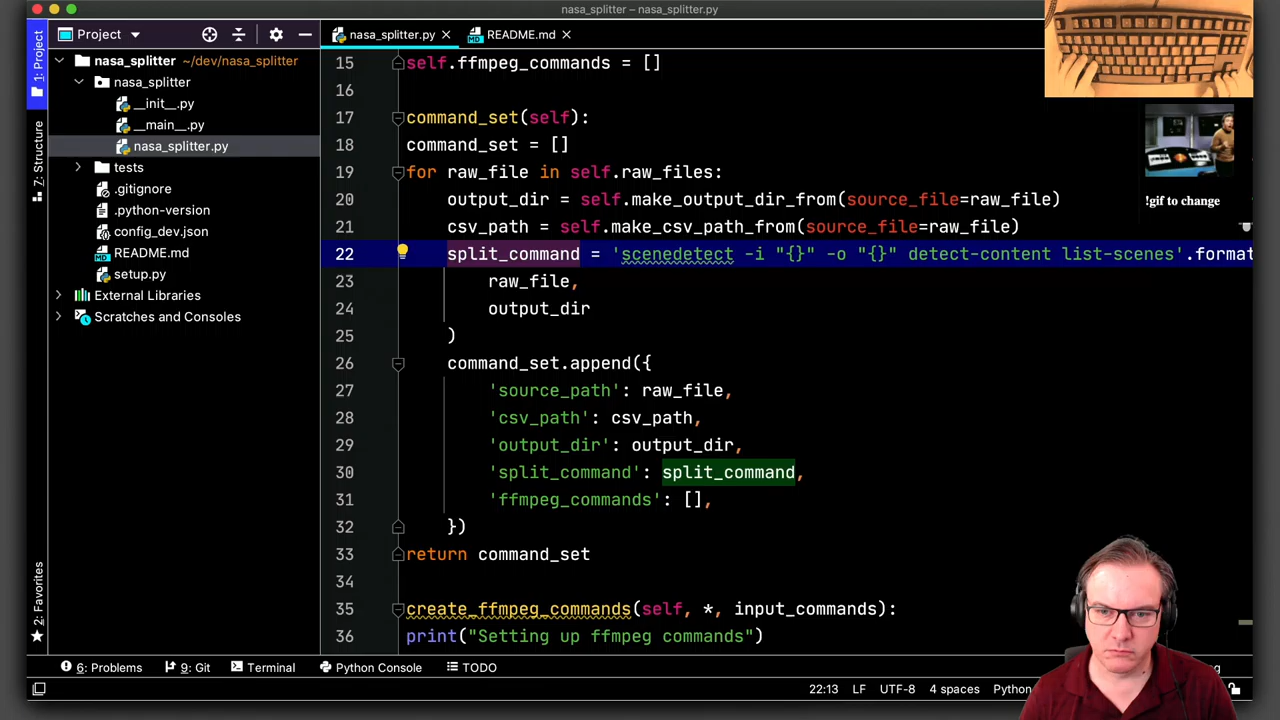 nasa_splitter – nasa_splitter.py
Project
nasa_splitter.py
README.md
1: Project
7: Structure
2: Favorites
nasa_splitter ~/dev/nasa_splitter
nasa_splitter
__init__.py
__main__.py
nasa_splitter.py
tests
.gitignore
.python-version
config_dev.json
README.md
setup.py
External Libraries
Scratches and Consoles
15 self.ffmpeg_commands = []
16
17 command_set(self):
18 command_set = []
19 for raw_file in self.raw_files:
20 output_dir = self.make_output_dir_from(source_file=raw_file)
21 csv_path = self.make_csv_path_from(source_file=raw_file)
22 split_command = 'scenedetect -i "{}" -o "{}" detect-content list-scenes'.format
23 raw_file,
24 output_dir
25 )
26 command_set.append({
27 'source_path': raw_file,
28 'csv_path': csv_path,
29 'output_dir': output_dir,
30 'split_command': split_command,
31 'ffmpeg_commands': [],
32 })
33 return command_set
34
35 create_ffmpeg_commands(self, *, input_commands):
36 print("Setting up ffmpeg commands")
!gif to change
6: Problems
9: Git
Terminal
Python Console
TODO
22:13 LF UTF-8 4 spaces Python